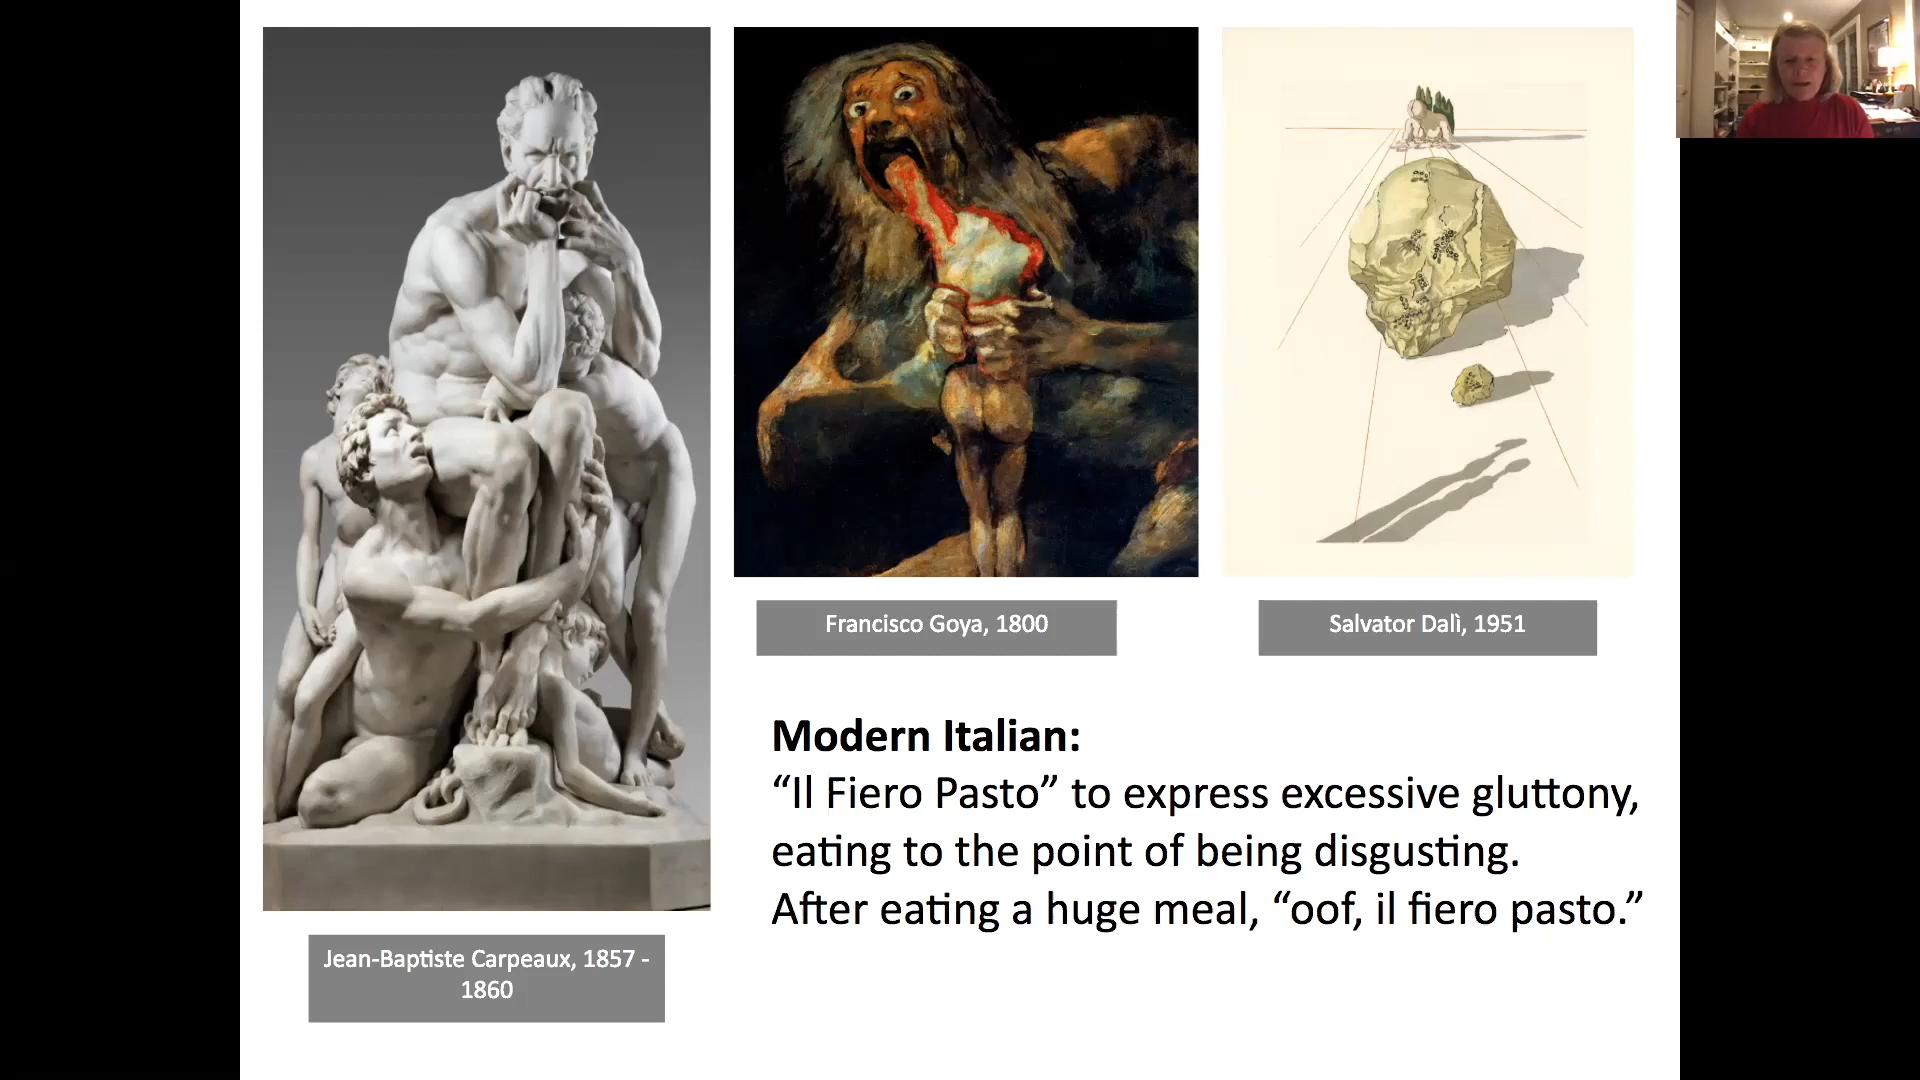 Francisco Goya, 1800
Salvator Dalì, 1951
Modern Italian:
“Il Fiero Pasto” to express excessive gluttony,
eating to the point of being disgusting.
After eating a huge meal, “oof, il fiero pasto.”
Jean-Baptiste Carpeaux, 1857 -
1860